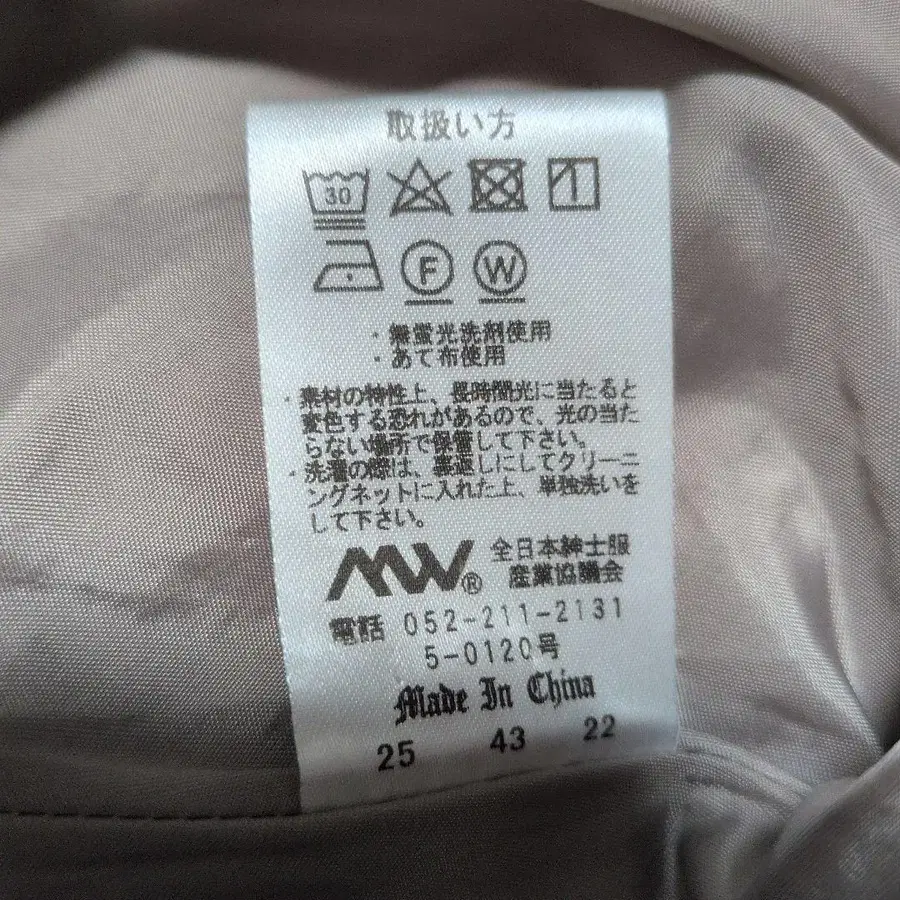 取扱い方
30
F W
・無蛍光洗剤使用
・あて布使用
・素材の特性上、長時間光に当たると
変色する恐れがあるので、光の当た
らない場所で保管して下さい。
・洗濯の際は、裏返しにしてクリーニ
ングネットに入れた上、単独洗いを
して下さい。
MW® 全日本紳士服
産業協議会
電話 052-211-2131
5-0120号
Made In China
25 43 22